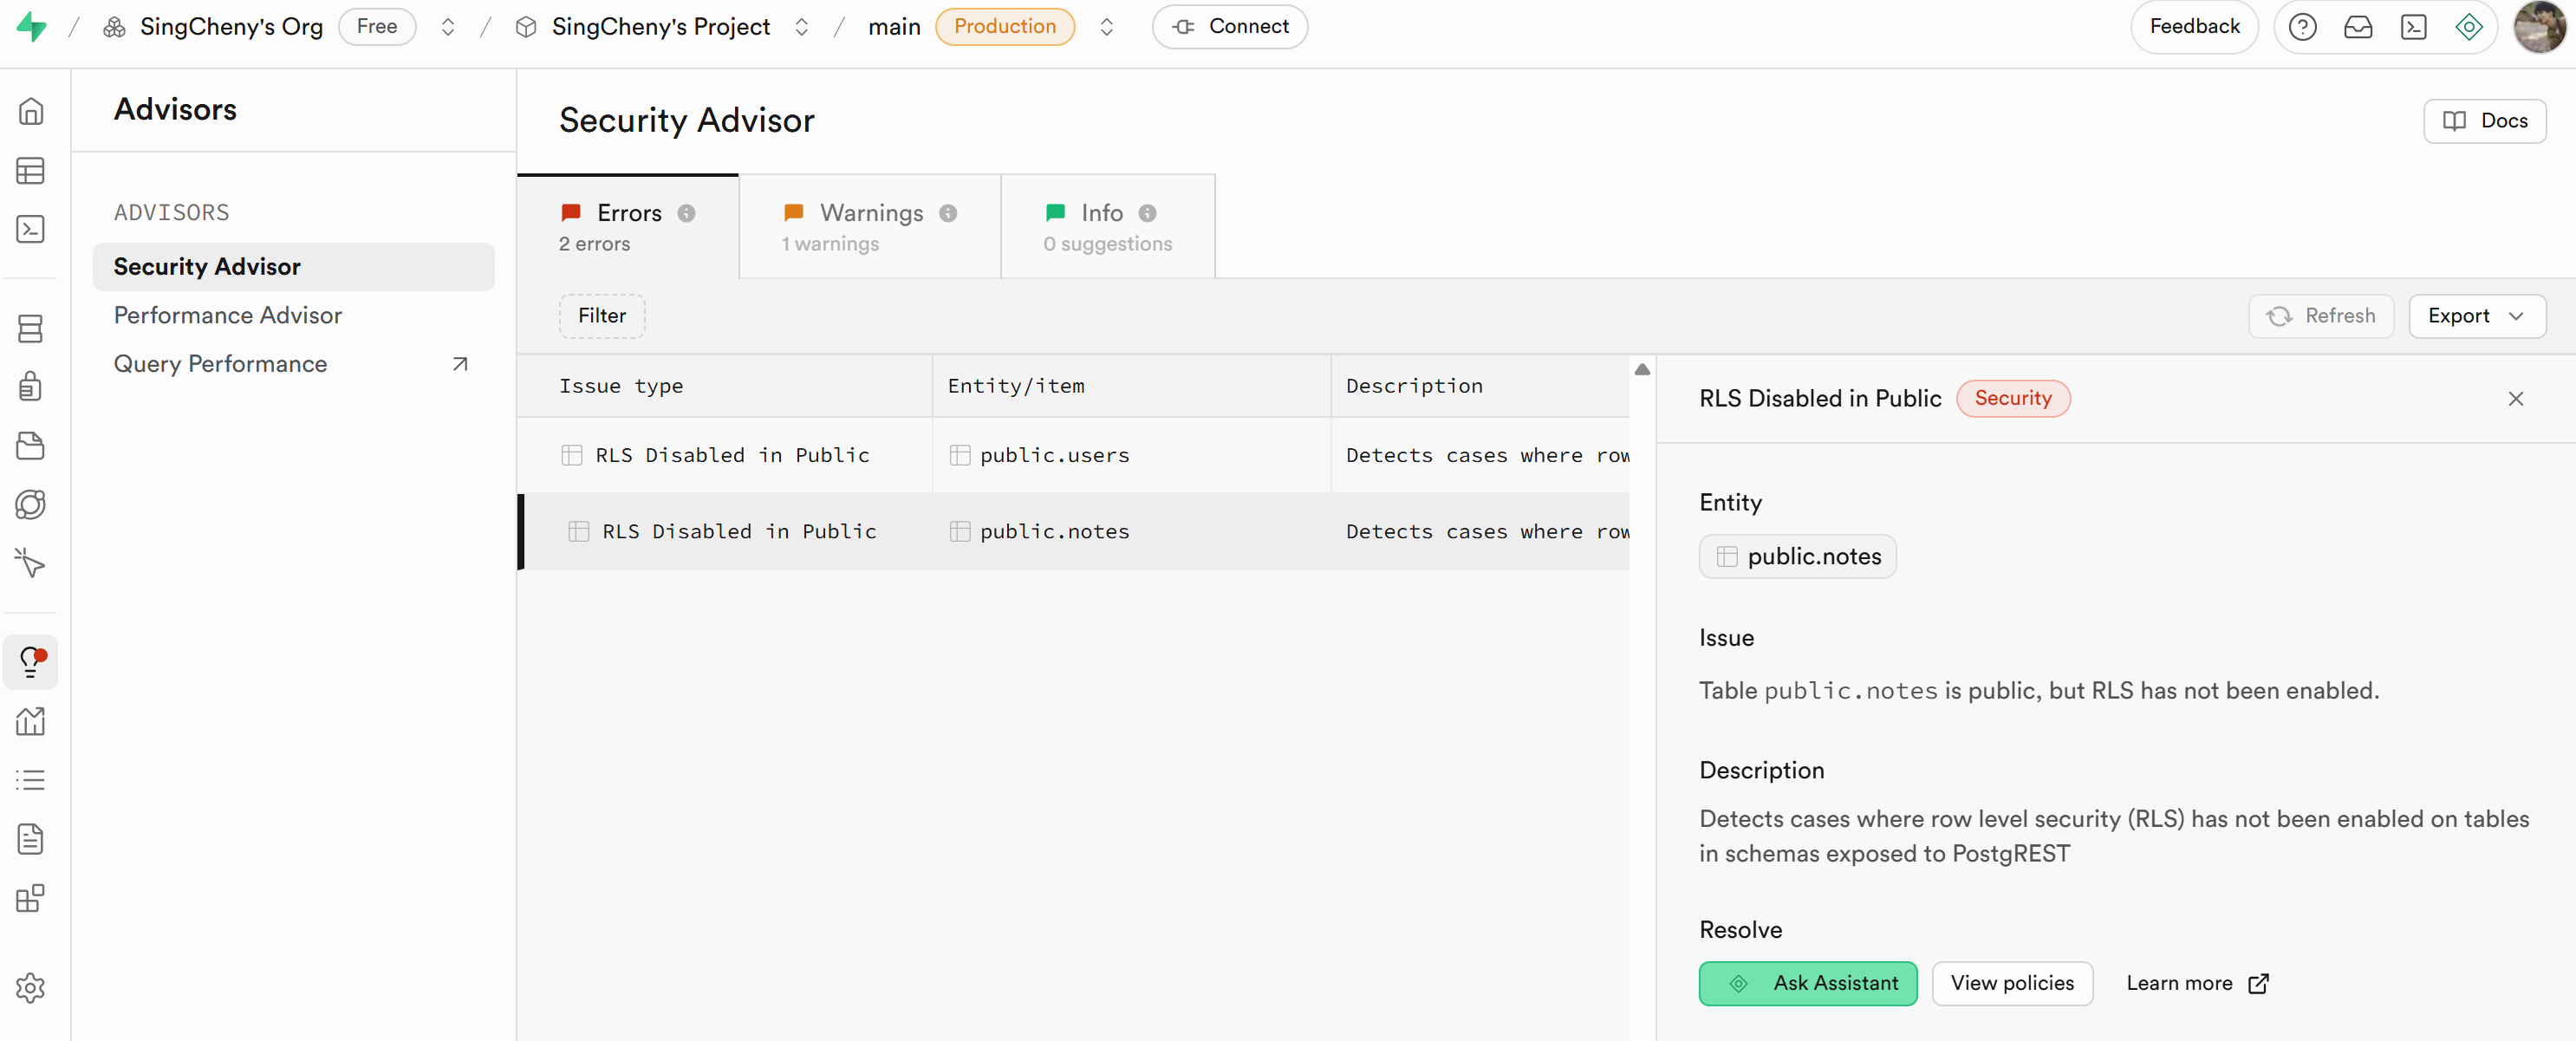 SingCheny's Org Free SingCheny's Project main Production Connect Feedback
Advisors
ADVISORS
Security Advisor
Performance Advisor
Query Performance
Security Advisor
Docs
Errors
2 errors
Warnings
1 warnings
Info
0 suggestions
Filter
Refresh
Export
Issue type Entity/item Description
RLS Disabled in Public public.users Detects cases where row
RLS Disabled in Public public.notes Detects cases where row
RLS Disabled in Public Security
Entity
public.notes
Issue
Table public.notes is public, but RLS has not been enabled.
Description
Detects cases where row level security (RLS) has not been enabled on tables
in schemas exposed to PostgREST
Resolve
Ask Assistant View policies Learn more